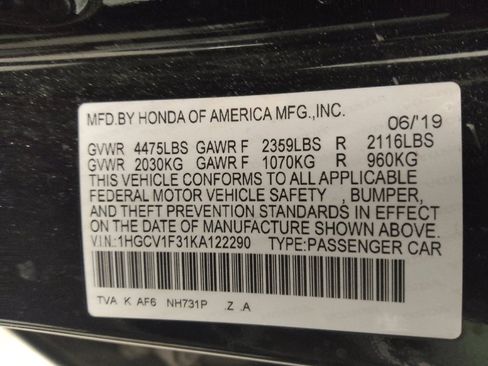 MFD.BY HONDA OF AMERICA MFG.,INC. 06/'19
GVWR 4475LBS GAWR F 2359LBS R 2116LBS
GVWR 2030KG GAWR F 1070KG R 960KG
THIS VEHICLE CONFORMS TO ALL APPLICABLE
FEDERAL MOTOR VEHICLE SAFETY , BUMPER,
AND THEFT PREVENTION STANDARDS IN EFFECT
ON THE DATE OF MANUFACTURE SHOWN ABOVE.
V.I.N.:1HGCV1F31KA122290 TYPE:PASSENGER CAR
TVA K AF6 NH731P .Z .A